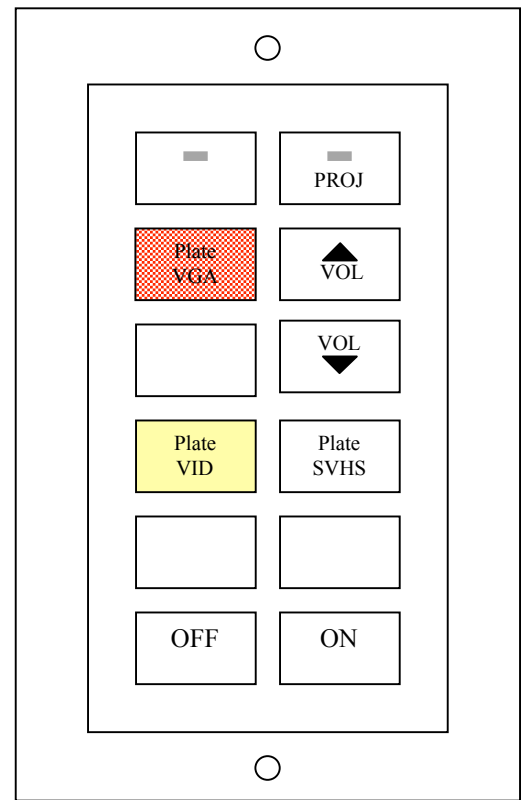 PROJ
Plate
VGA
VOL
VOL
Plate
VID
Plate
SVHS
OFF
ON